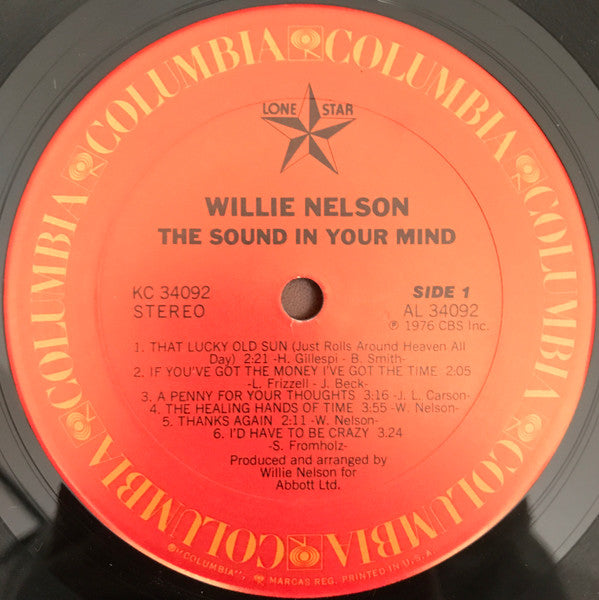 COLUMBIA COLUMBIA COLUMBIA COLUMBIA COLUMBIA COLUMBIA
LONE STAR
WILLIE NELSON
THE SOUND IN YOUR MIND
KC 34092
STEREO
SIDE 1
AL 34092
℗ 1976 CBS Inc.
1. THAT LUCKY OLD SUN (Just Rolls Around Heaven All
Day) 2:21 -H. Gillespi - B. Smith-
2. IF YOU'VE GOT THE MONEY I'VE GOT THE TIME 2:05
-L. Frizzell - J. Beck-
3. A PENNY FOR YOUR THOUGHTS 3:16 -J. L. Carson-
4. THE HEALING HANDS OF TIME 3:55 -W. Nelson-
5. THANKS AGAIN 2:11 -W. Nelson-
6. I'D HAVE TO BE CRAZY 3.24
-S. Fromholz-
Produced and arranged by
Willie Nelson for
Abbott Ltd.
"COLUMBIA", MARCAS REG. PRINTED IN U.S.A.